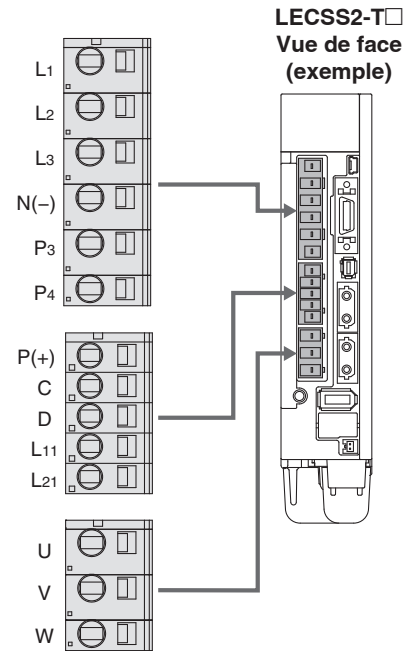 LECSS2-T□
Vue de face
(exemple)
L1
L2
L3
N(−)
P3
P4
P(+)
C
D
L11
L21
U
V
W